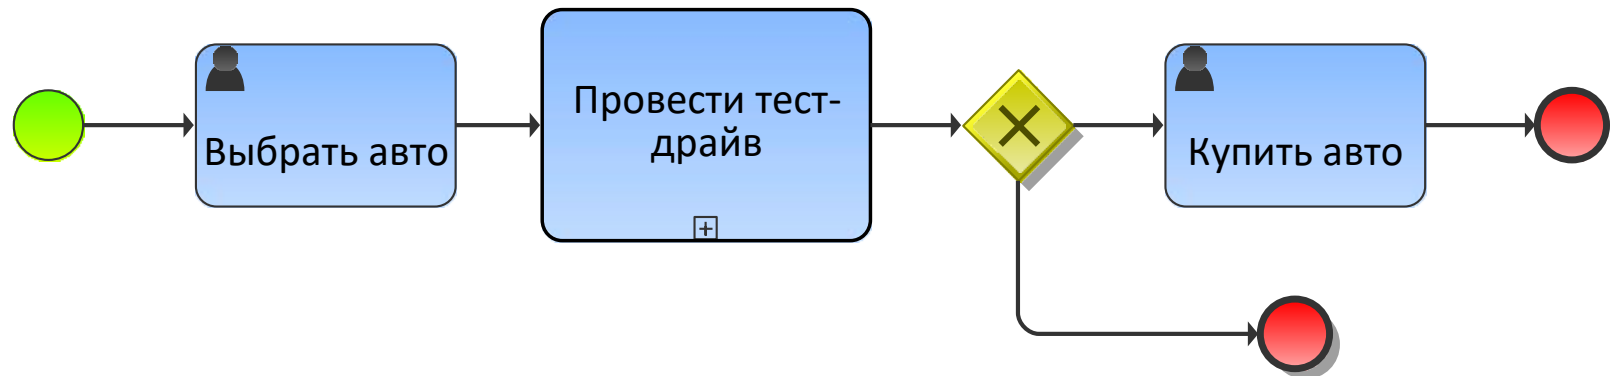 Выбрать авто
Провести тест-
драйв
Купить авто